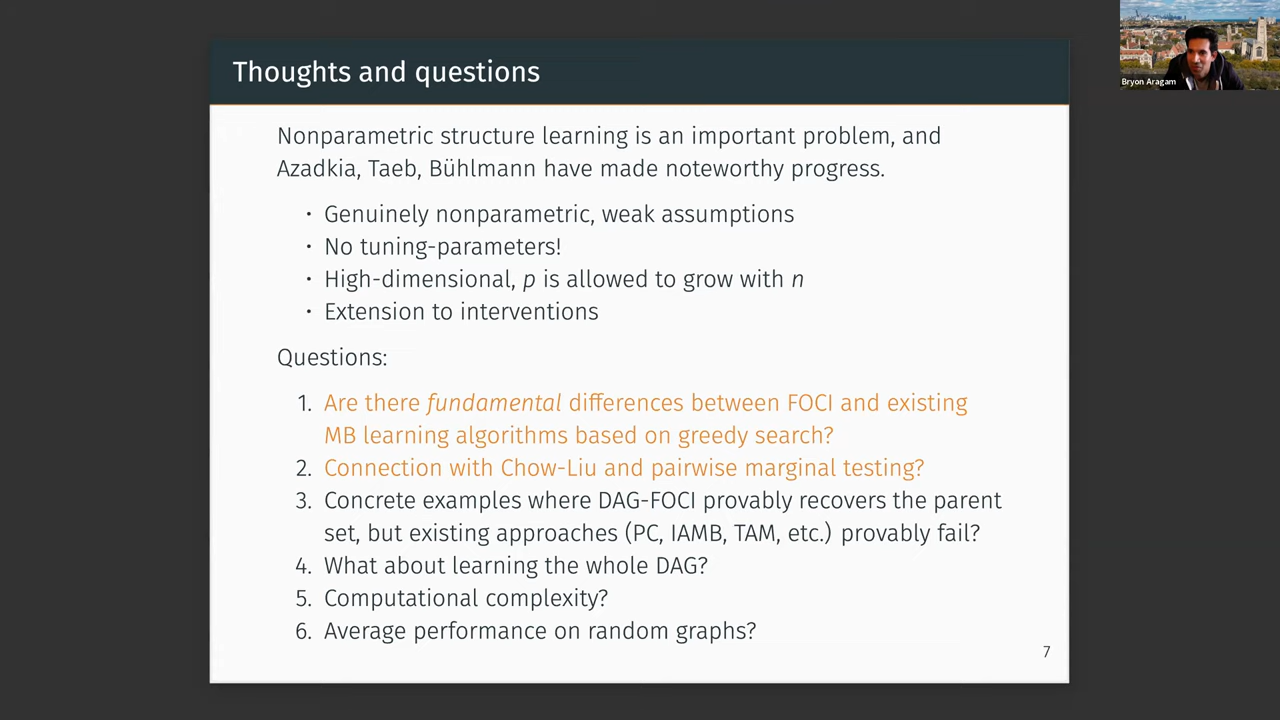 Thoughts and questions
Nonparametric structure learning is an important problem, and
Azadkia, Taeb, Bühlmann have made noteworthy progress.
• Genuinely nonparametric, weak assumptions
• No tuning-parameters!
• High-dimensional, p is allowed to grow with n
• Extension to interventions
Questions:
1. Are there fundamental differences between FOCI and existing
MB learning algorithms based on greedy search?
2. Connection with Chow-Liu and pairwise marginal testing?
3. Concrete examples where DAG-FOCI provably recovers the parent
set, but existing approaches (PC, IAMB, TAM, etc.) provably fail?
4. What about learning the whole DAG?
5. Computational complexity?
6. Average performance on random graphs?
7
Bryon Aragam